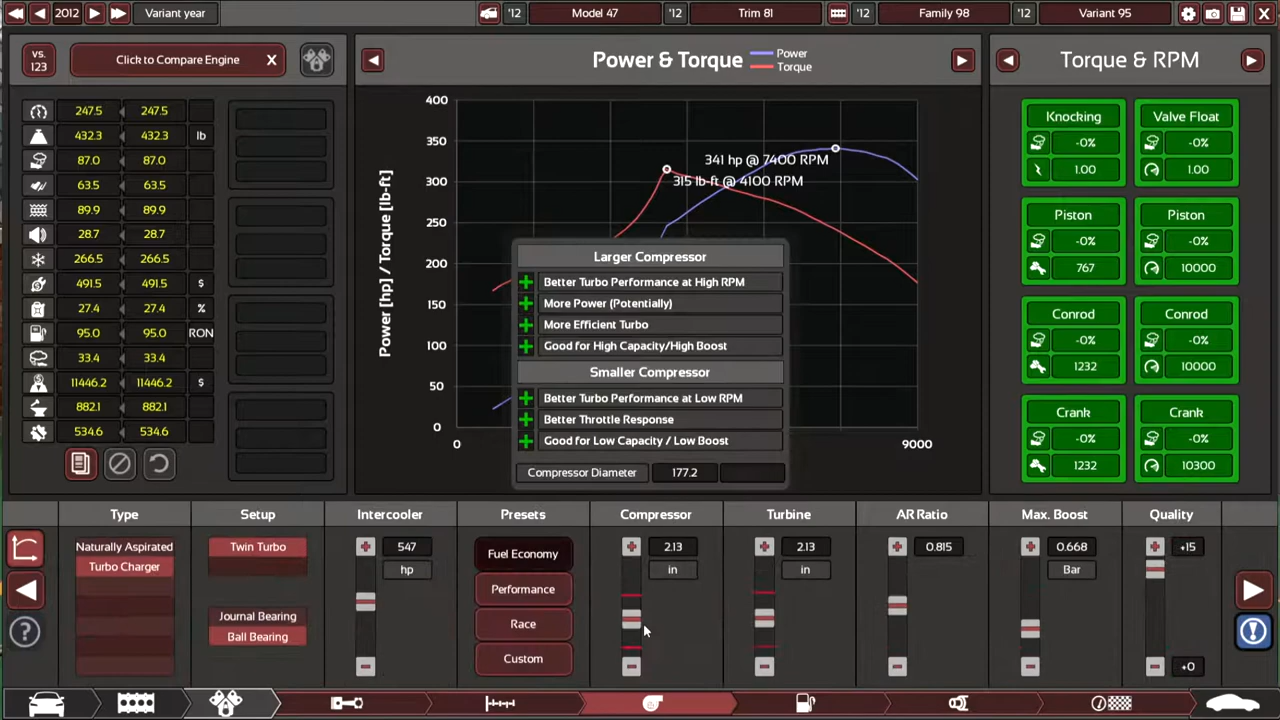 2012 Variant year '12 Model 47 '12 Trim 81 '12 Family 98 '12 Variant 95
vs. 123
Click to Compare Engine X
Power & Torque
Power
Torque
Torque & RPM
247.5 247.5
432.3 432.3 lb
87.0 87.0
63.5 63.5
89.9 89.9
28.7 28.7
266.5 266.5
491.5 491.5 $
27.4 27.4 %
95.0 95.0 RON
33.4 33.4
11446.2 11446.2 $
882.1 882.1
534.6 534.6
Power [hp] / Torque [lb-ft]
400
350
300
250
200
150
100
50
0
0 9000
341 hp @ 7400 RPM
315 lb-ft @ 4100 RPM
Larger Compressor
Better Turbo Performance at High RPM
More Power (Potentially)
More Efficient Turbo
Good for High Capacity/High Boost
Smaller Compressor
Better Turbo Performance at Low RPM
Better Throttle Response
Good for Low Capacity / Low Boost
Compressor Diameter 177.2
Knocking Valve Float
-0% -0%
1.00 1.00
Piston Piston
-0% -0%
767 10000
Conrod Conrod
-0% -0%
1232 10000
Crank Crank
-0% -0%
1232 10300
Type Setup Intercooler Presets Compressor Turbine AR Ratio Max. Boost Quality
Naturally Aspirated
Turbo Charger
Twin Turbo
Journal Bearing
Ball Bearing
547
hp
Fuel Economy
Performance
Race
Custom
2.13
in
2.13
in
0.815
0.668
Bar
+15
+0